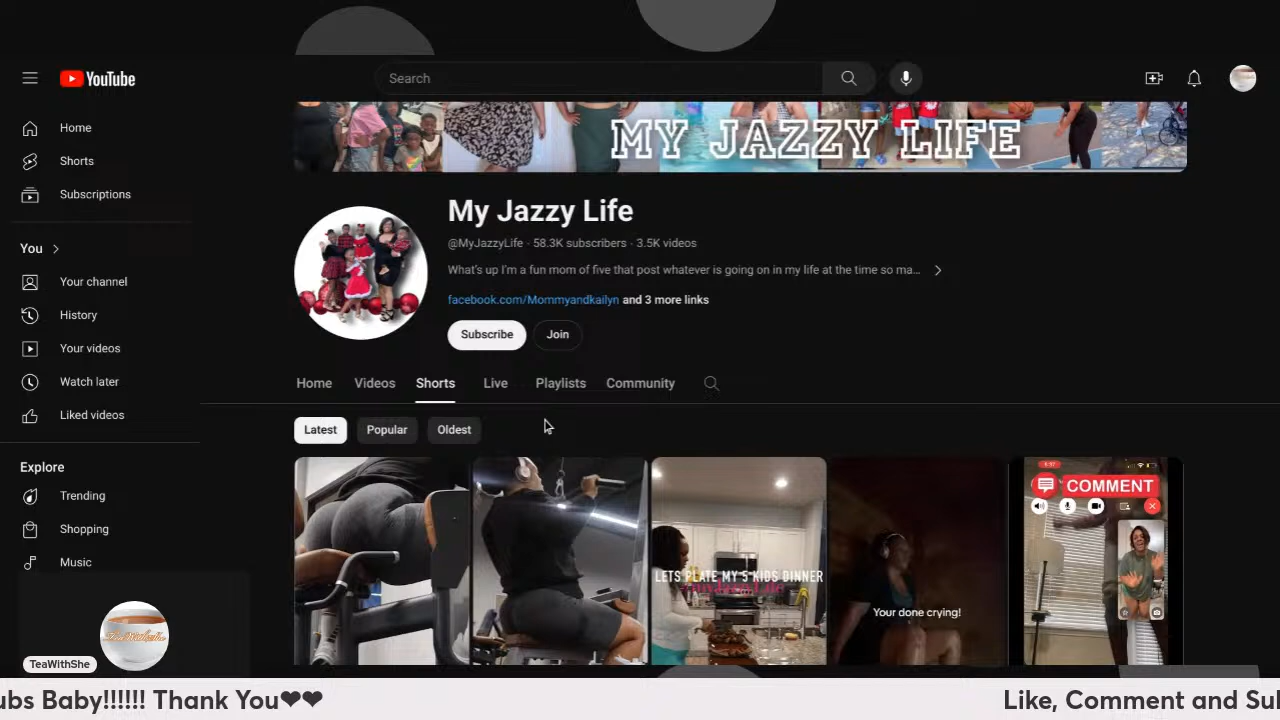 YouTube
Search
Home
Shorts
Subscriptions
You
Your channel
History
Your videos
Watch later
Liked videos
Explore
Trending
Shopping
Music
MY JAZZY LIFE
My Jazzy Life
@MyJazzyLife · 58.3K subscribers · 3.5K videos
What's up I'm a fun mom of five that post whatever is going on in my life at the time so ma...
facebook.com/Mommyandkailyn and 3 more links
Subscribe Join
Home Videos Shorts Live Playlists Community
Latest Popular Oldest
LETS PLATE MY 5 KIDS DINNER
Your done crying!
COMMENT
TeaWithShe
ubs Baby!!!!!! Thank You❤❤
Like, Comment and Sul